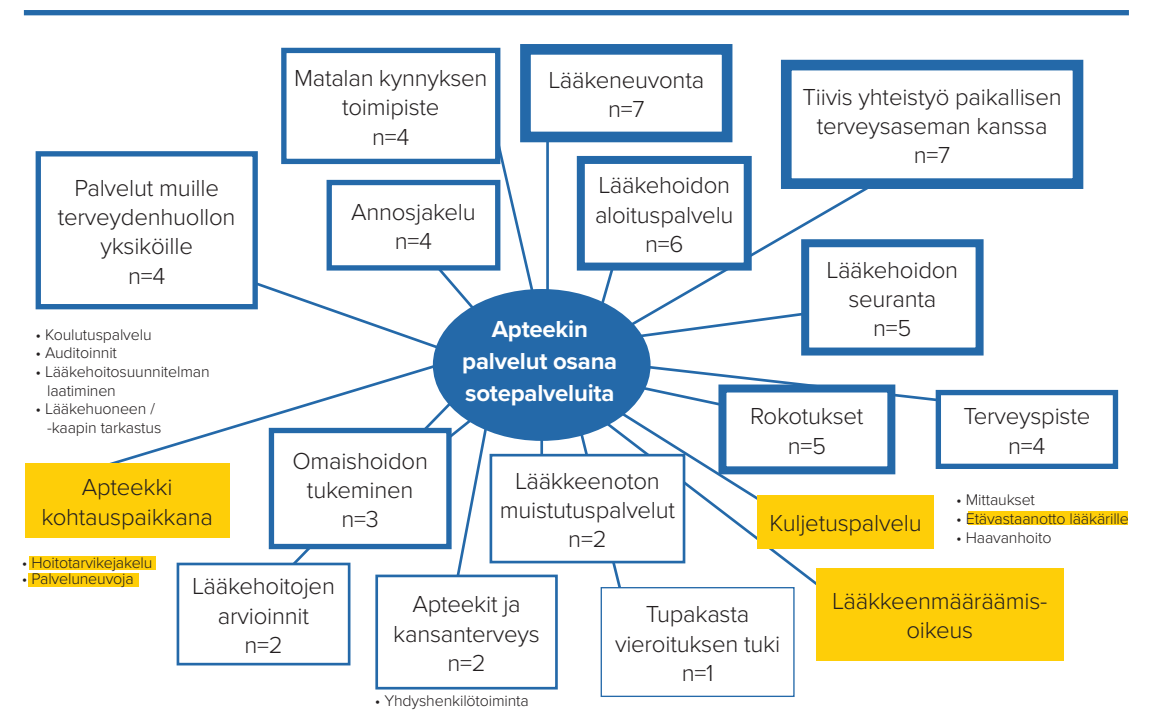 Matalan kynnyksen
toimipiste
n=4
Lääkeneuvonta
n=7
Tiivis yhteistyö paikallisen
terveysaseman kanssa
n=7
Palvelut muille
terveydenhuollon
yksiköille
n=4
• Koulutuspalvelu
• Auditoinnit
• Lääkehoitosuunnitelman
laatiminen
• Lääkehuoneen /
-kaapin tarkastus
Annosjakelu
n=4
Lääkehoidon
aloituspalvelu
n=6
Lääkehoidon
seuranta
n=5
Apteekin
palvelut osana
sotepalveluita
Rokotukset
n=5
Terveyspiste
n=4
• Mittaukset
• Etävastaanotto lääkärille
• Haavanhoito
Apteekki
kohtauspaikkana
• Hoitotarvikejakelu
• Palveluneuvoja
Omaishoidon
tukeminen
n=3
Lääkkeenoton
muistutuspalvelut
n=2
Kuljetuspalvelu
Lääkehoitojen
arvioinnit
n=2
Apteekit ja
kansanterveys
n=2
• Yhdyshenkilötoiminta
Tupakasta
vieroituksen tuki
n=1
Lääkkeenmääräämis-
oikeus